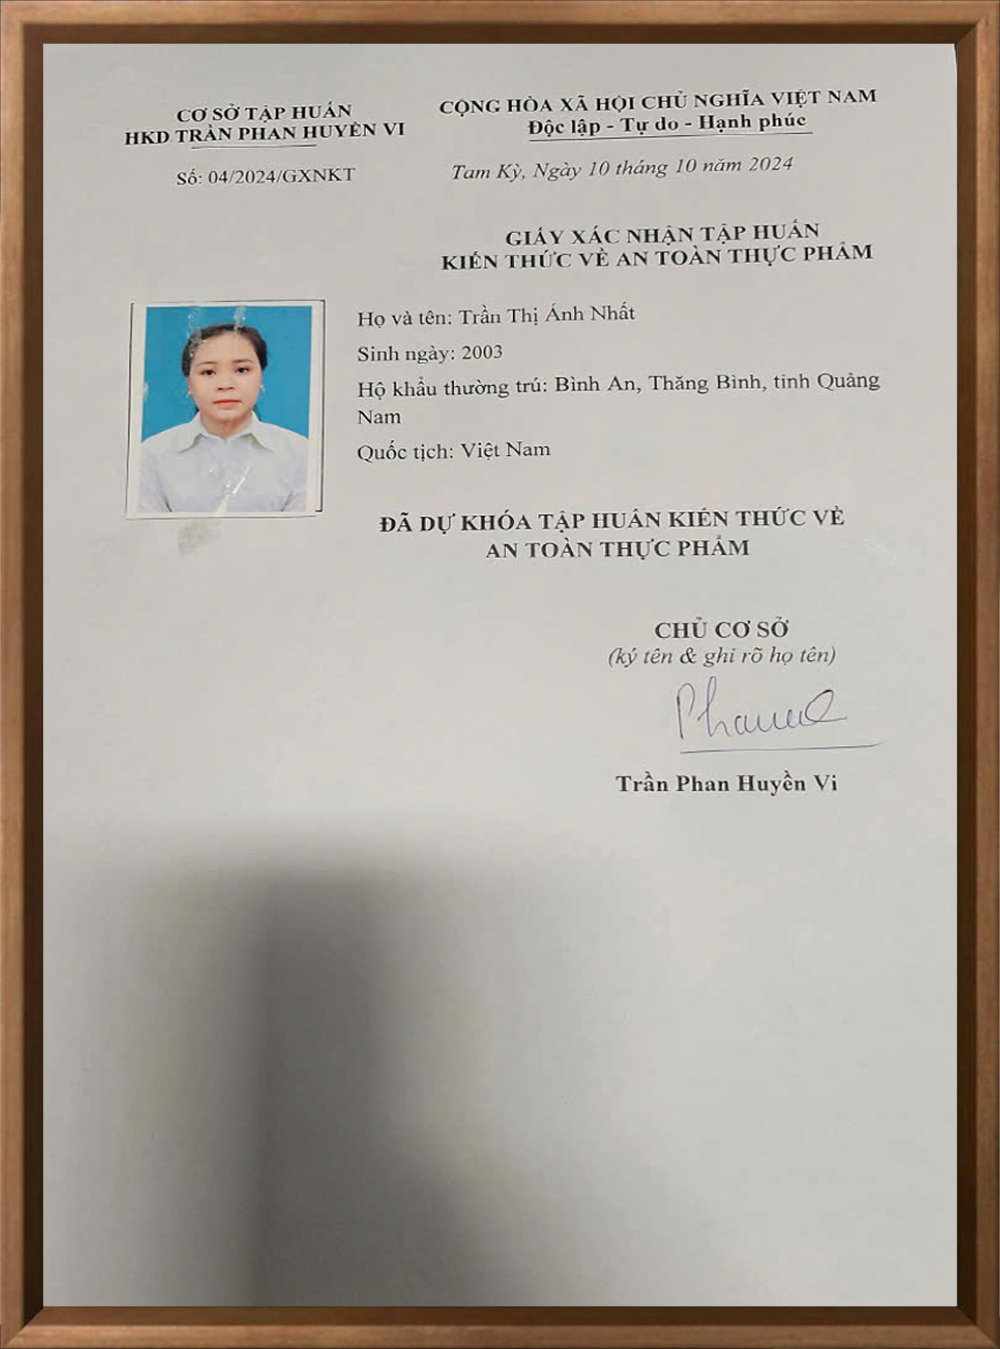 CƠ SỞ TẬP HUẤN
HKD TRẦN PHAN HUYỀN VI
Số: 04/2024/GXNKT
CỘNG HÒA XÃ HỘI CHỦ NGHĨA VIỆT NAM
Độc lập - Tự do - Hạnh phúc
Tam Kỳ, Ngày 10 tháng 10 năm 2024
GIẤY XÁC NHẬN TẬP HUẤN
KIẾN THỨC VỀ AN TOÀN THỰC PHẨM
Họ và tên: Trần Thị Ánh Nhất
Sinh ngày: 2003
Hộ khẩu thường trú: Bình An, Thăng Bình, tỉnh Quảng
Nam
Quốc tịch: Việt Nam
ĐÃ DỰ KHÓA TẬP HUẤN KIẾN THỨC VỀ
AN TOÀN THỰC PHẨM
CHỦ CƠ SỞ
(ký tên & ghi rõ họ tên)
Trần Phan Huyền Vi